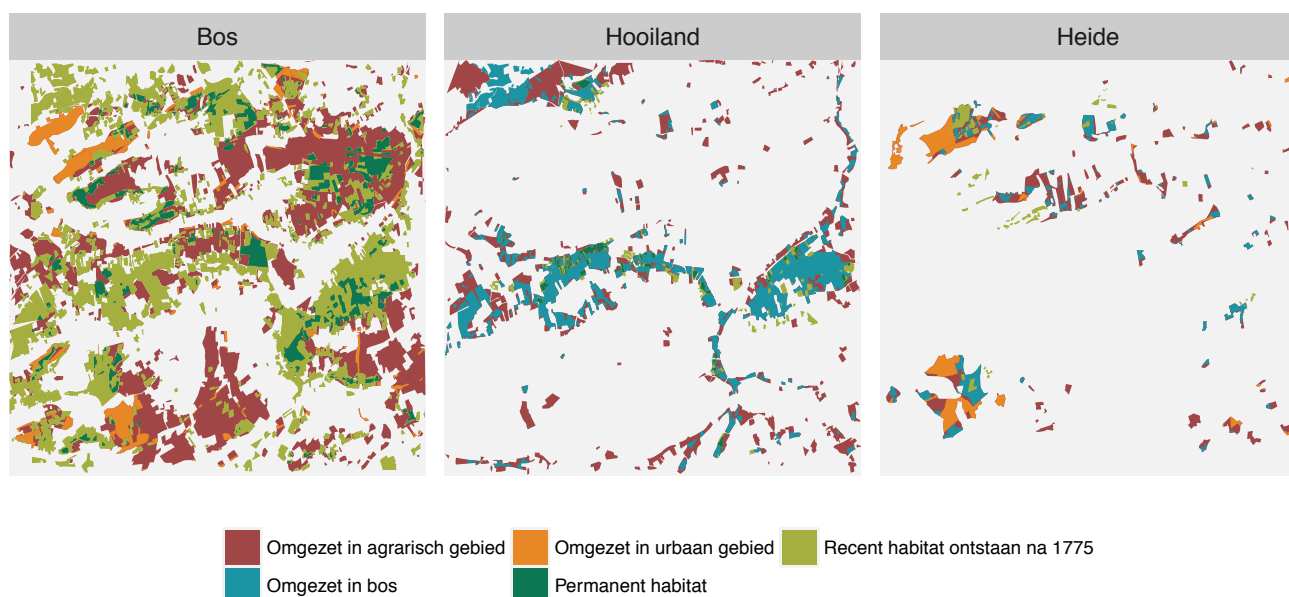 Bos Hooiland Heide
Omgezet in agrarisch gebied Omgezet in urbaan gebied Recent habitat ontstaan na 1775
Omgezet in bos Permanent habitat